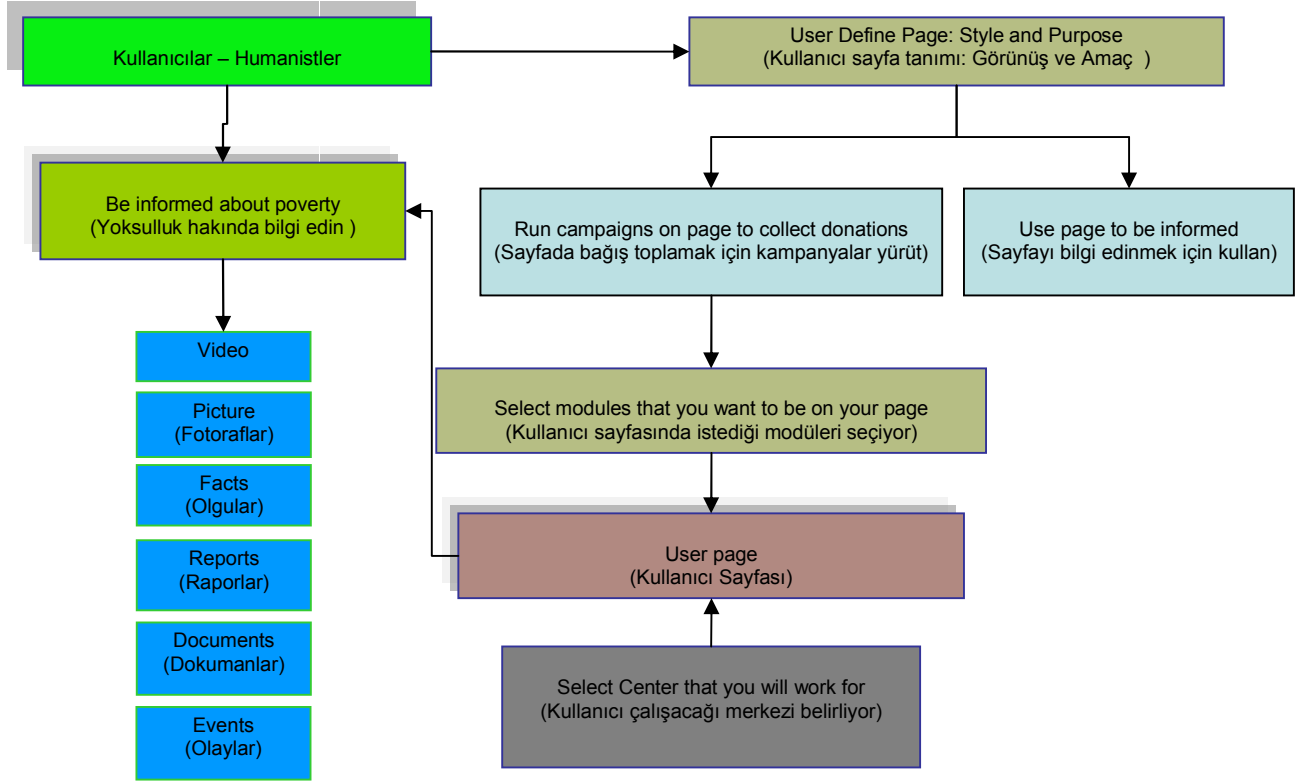 Kullanıcılar – Humanistler
User Define Page: Style and Purpose
(Kullanıcı sayfa tanımı: Görünüş ve Amaç )
Be informed about poverty
(Yoksulluk hakında bilgi edin )
Run campaigns on page to collect donations
(Sayfada bağış toplamak için kampanyalar yürüt)
Use page to be informed
(Sayfayı bilgi edinmek için kullan)
Video
Picture
(Fotoraflar)
Facts
(Olgular)
Reports
(Raporlar)
Documents
(Dokumanlar)
Events
(Olaylar)
Select modules that you want to be on your page
(Kullanıcı sayfasında istediği modüleri seçiyor)
User page
(Kullanıcı Sayfası)
Select Center that you will work for
(Kullanıcı çalışacağı merkezi belirliyor)